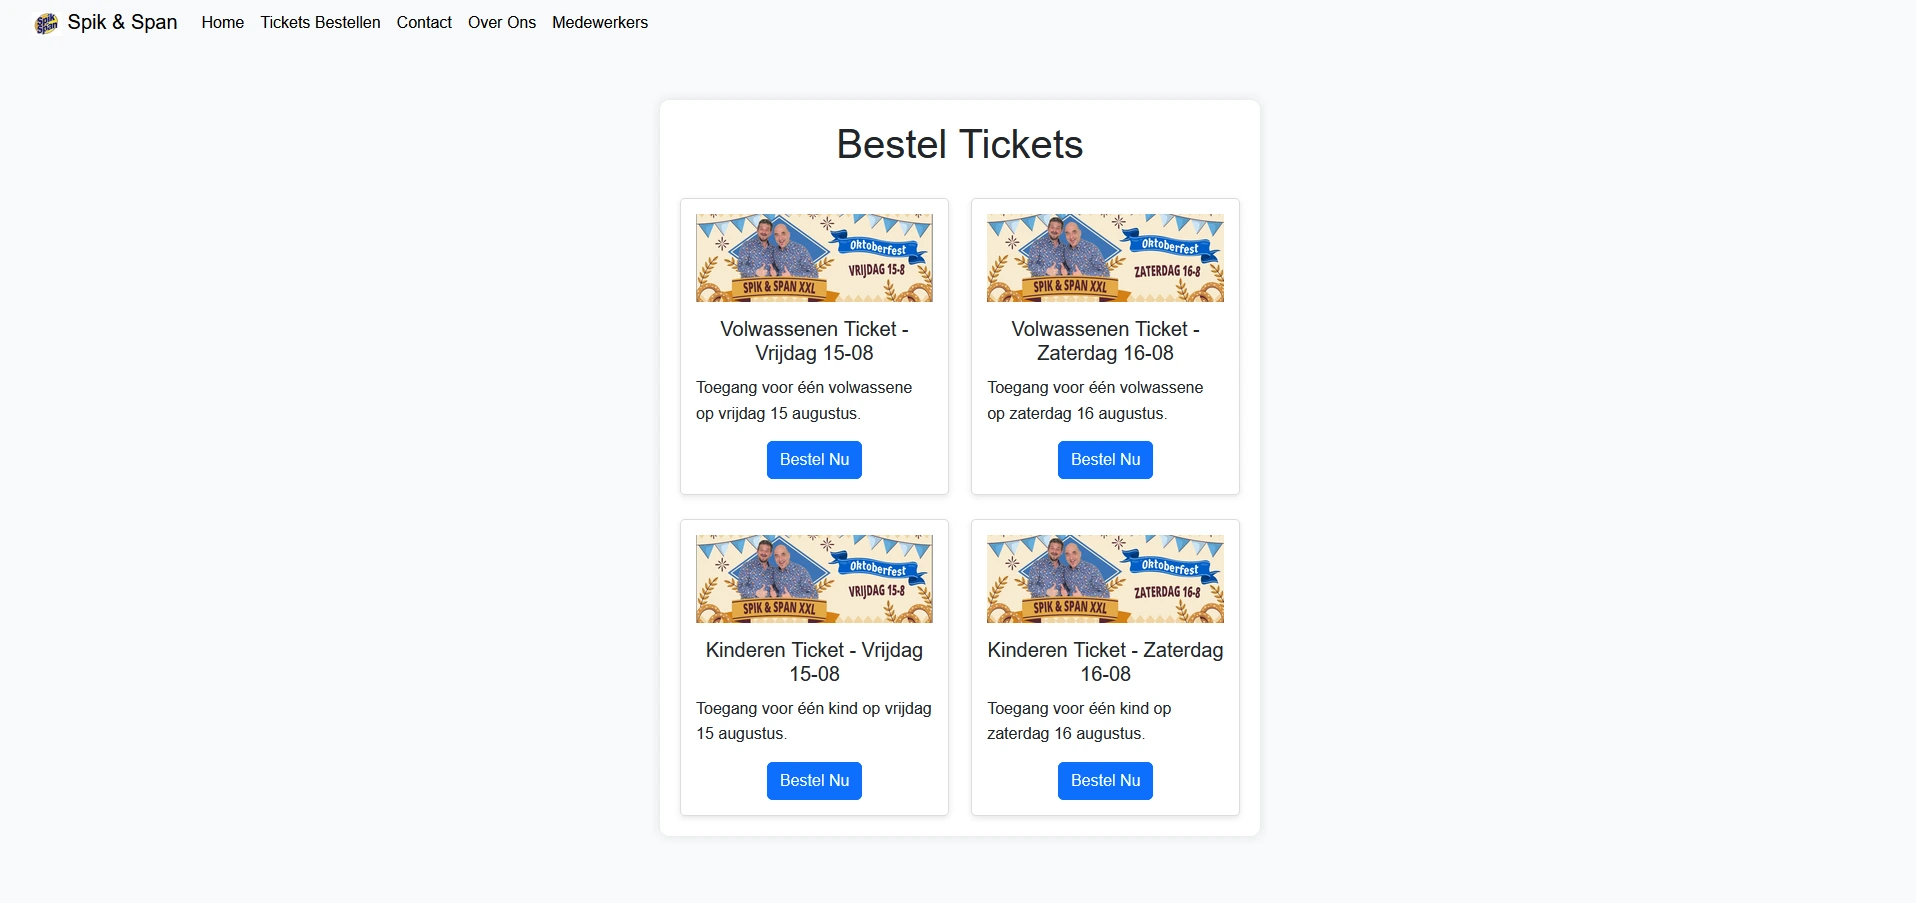 Spik Span
Spik & Span Home Tickets Bestellen Contact Over Ons Medewerkers
Bestel Tickets
Oktoberfest
VRIJDAG 15-8
SPIK & SPAN XXL
Oktoberfest
ZATERDAG 16-8
SPIK & SPAN XXL
Volwassenen Ticket -
Vrijdag 15-08
Volwassenen Ticket -
Zaterdag 16-08
Toegang voor één volwassene
op vrijdag 15 augustus.
Toegang voor één volwassene
op zaterdag 16 augustus.
Bestel Nu
Bestel Nu
Oktoberfest
VRIJDAG 15-8
SPIK & SPAN XXL
Oktoberfest
ZATERDAG 16-8
SPIK & SPAN XXL
Kinderen Ticket - Vrijdag
15-08
Kinderen Ticket - Zaterdag
16-08
Toegang voor één kind op vrijdag
15 augustus.
Toegang voor één kind op
zaterdag 16 augustus.
Bestel Nu
Bestel Nu